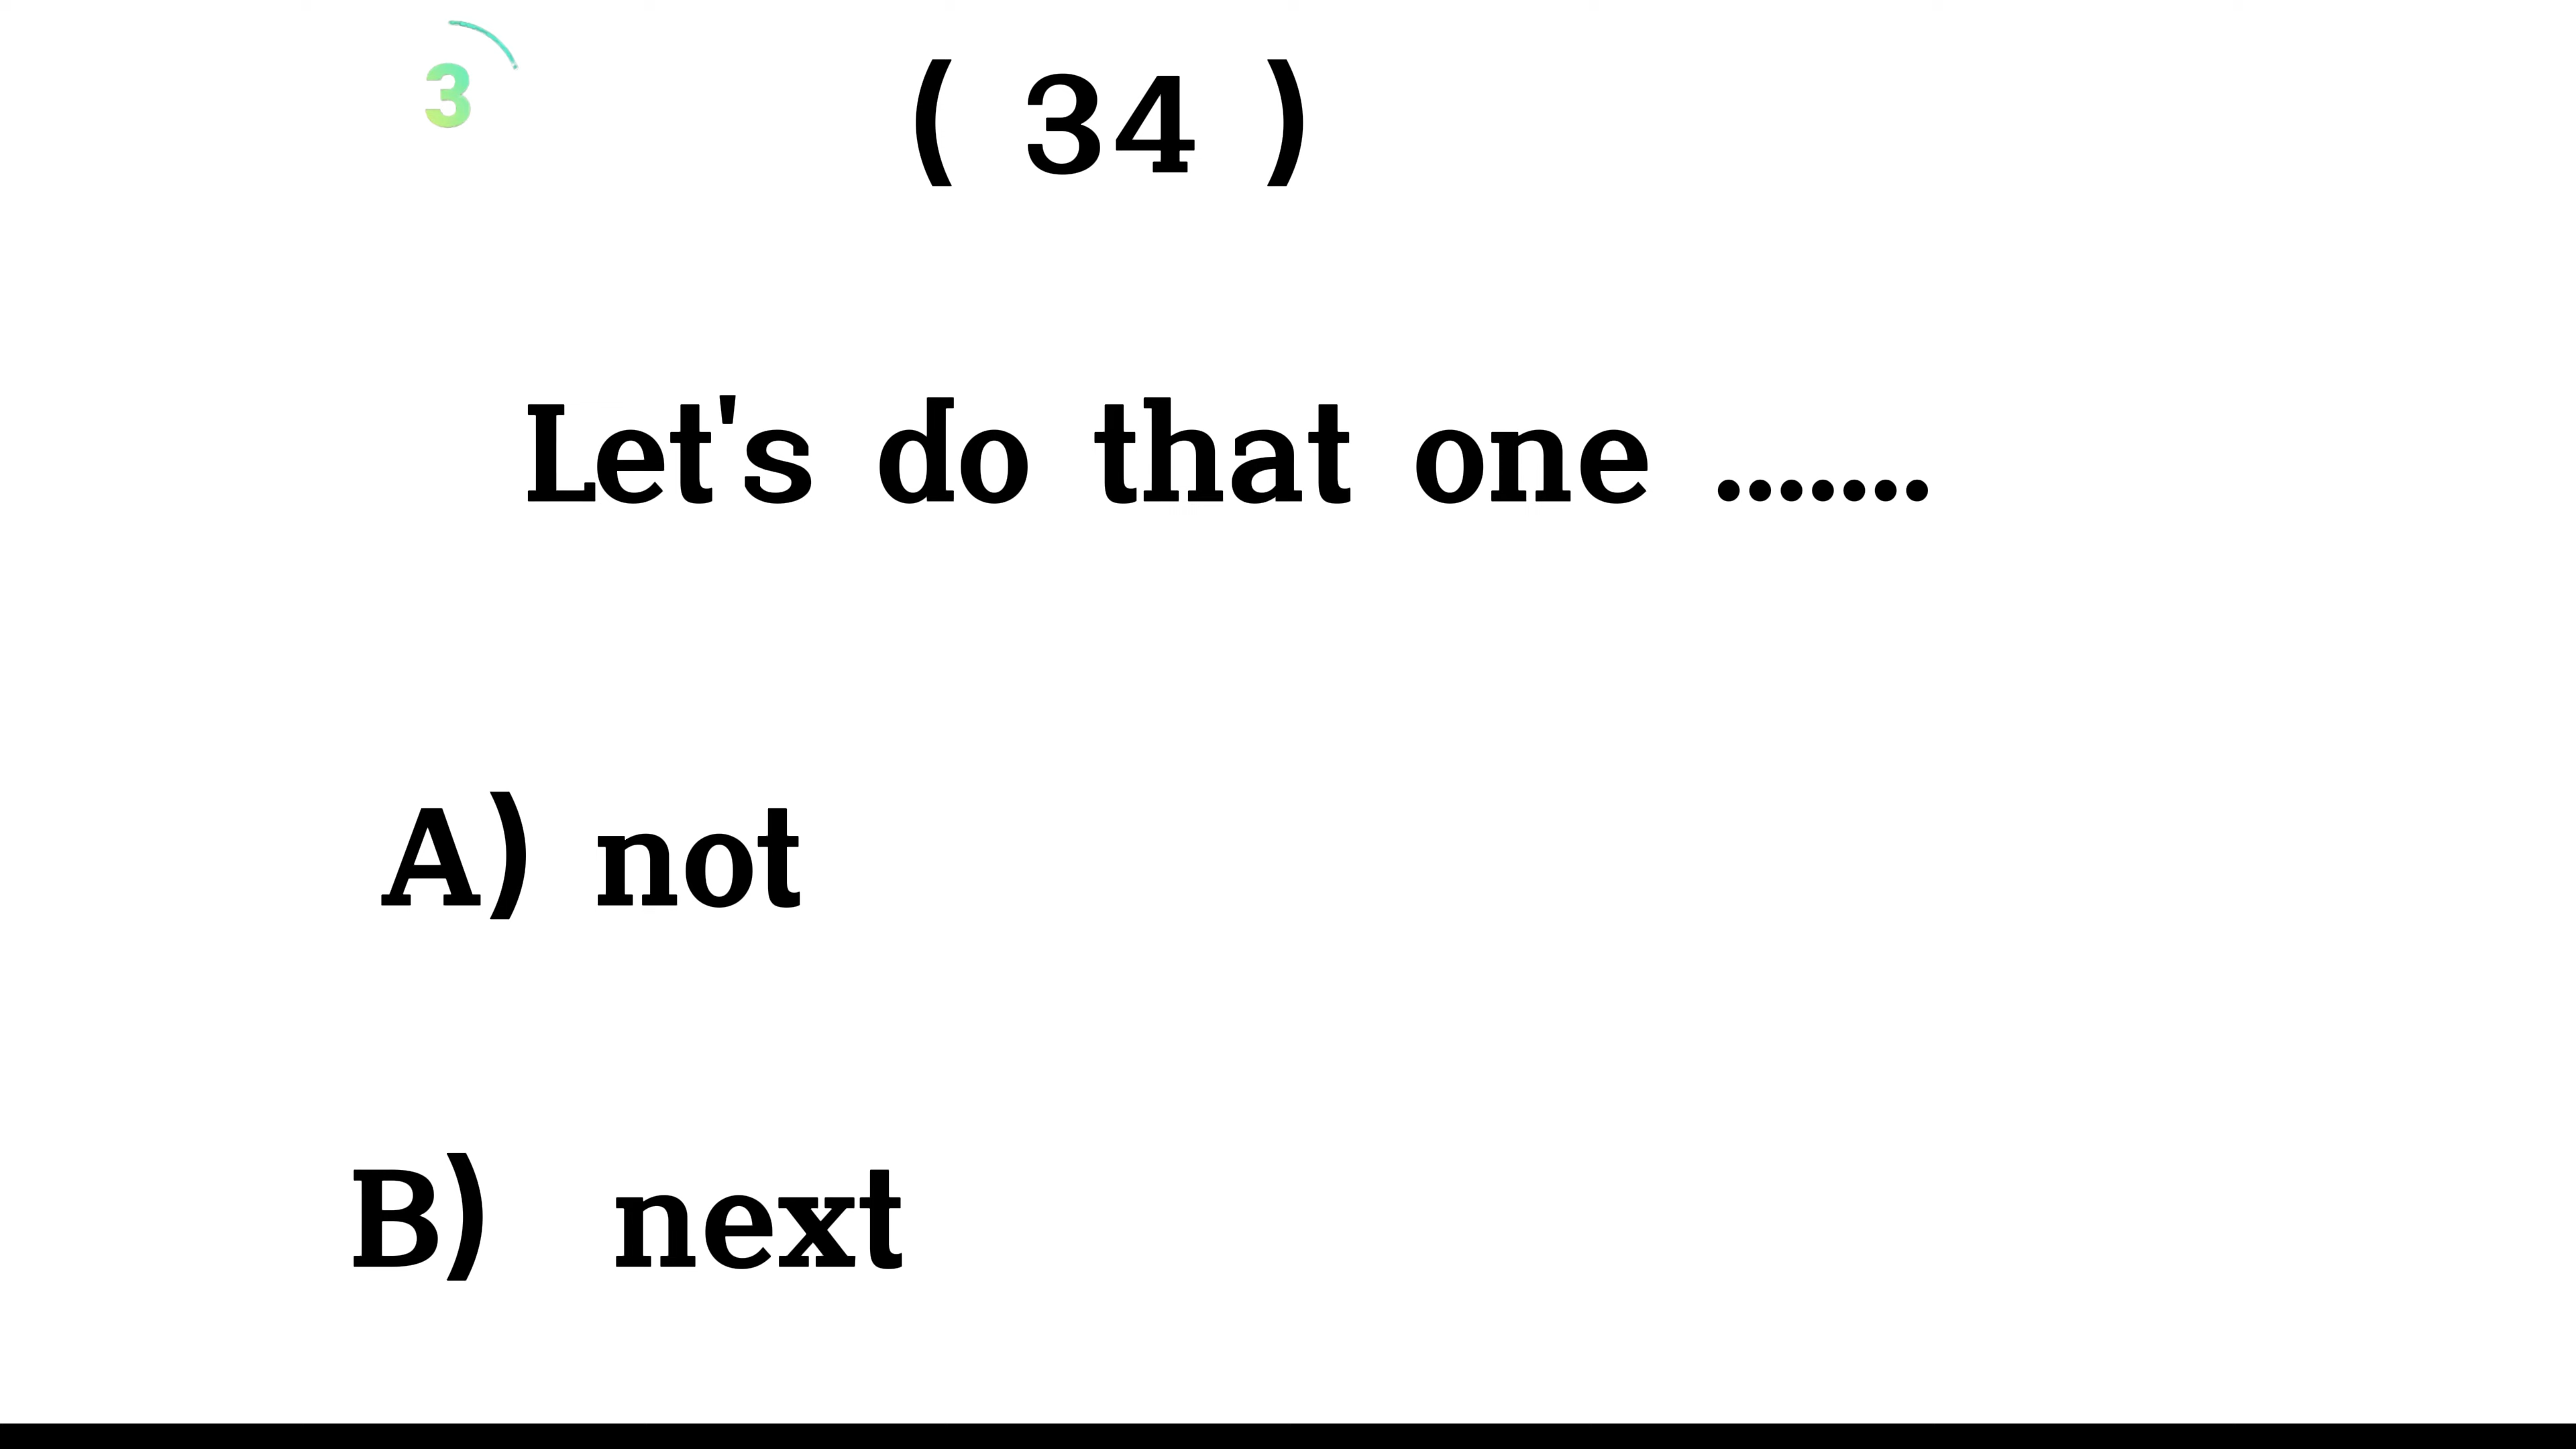 3
( 34 )
Let's do that one .......
A) not
B) next